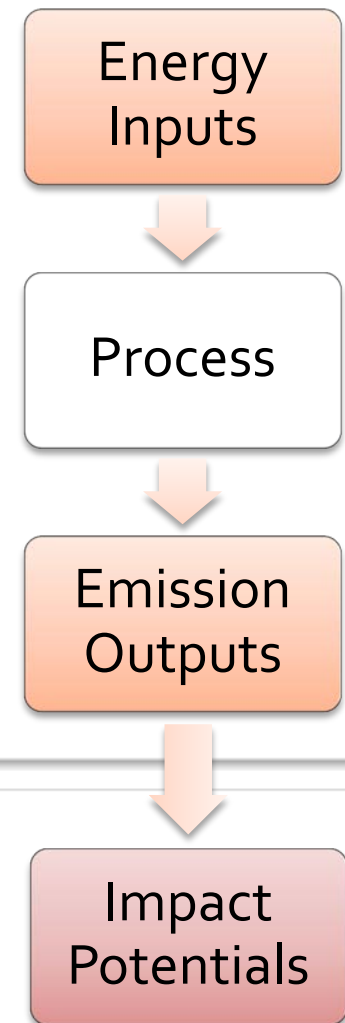 Energy
Inputs
Process
Emission
Outputs
Impact
Potentials